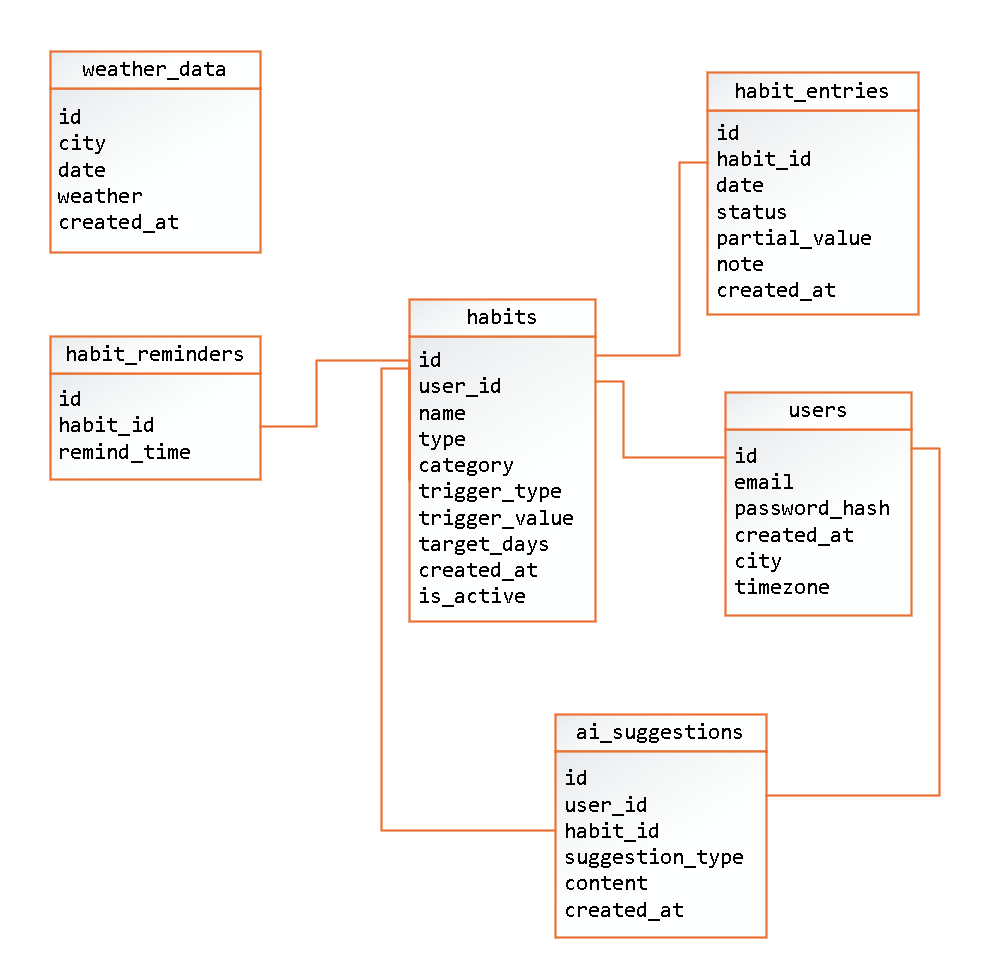 weather_data
id
city
date
weather
created_at
habit_entries
id
habit_id
date
status
partial_value
note
created_at
habit_reminders
id
habit_id
remind_time
habits
id
user_id
name
type
category
trigger_type
trigger_value
target_days
created_at
is_active
users
id
email
password_hash
created_at
city
timezone
ai_suggestions
id
user_id
habit_id
suggestion_type
content
created_at